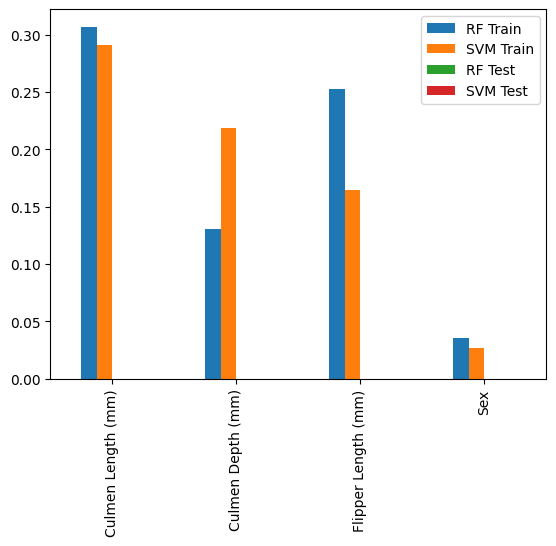 0.30
0.25
0.20
0.15
0.10
0.05
0.00
RF Train
SVM Train
RF Test
SVM Test
Culmen Length (mm)
Culmen Depth (mm)
Flipper Length (mm)
Sex